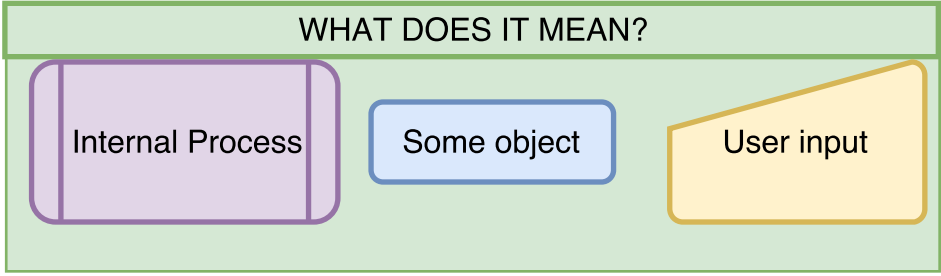 WHAT DOES IT MEAN?
Internal Process
Some object
User input